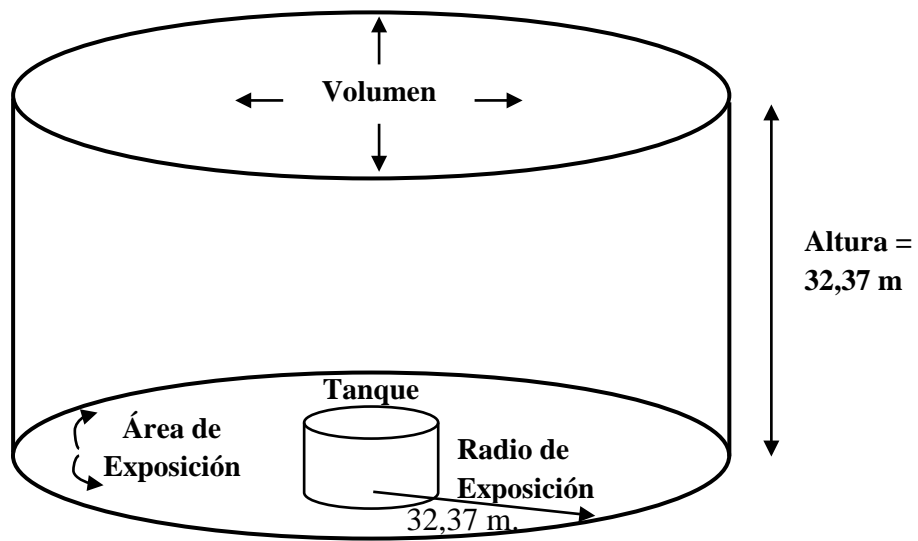 Volumen
Altura =
32,37 m
Tanque
Área de
Exposición
Radio de
Exposición
32,37 m.